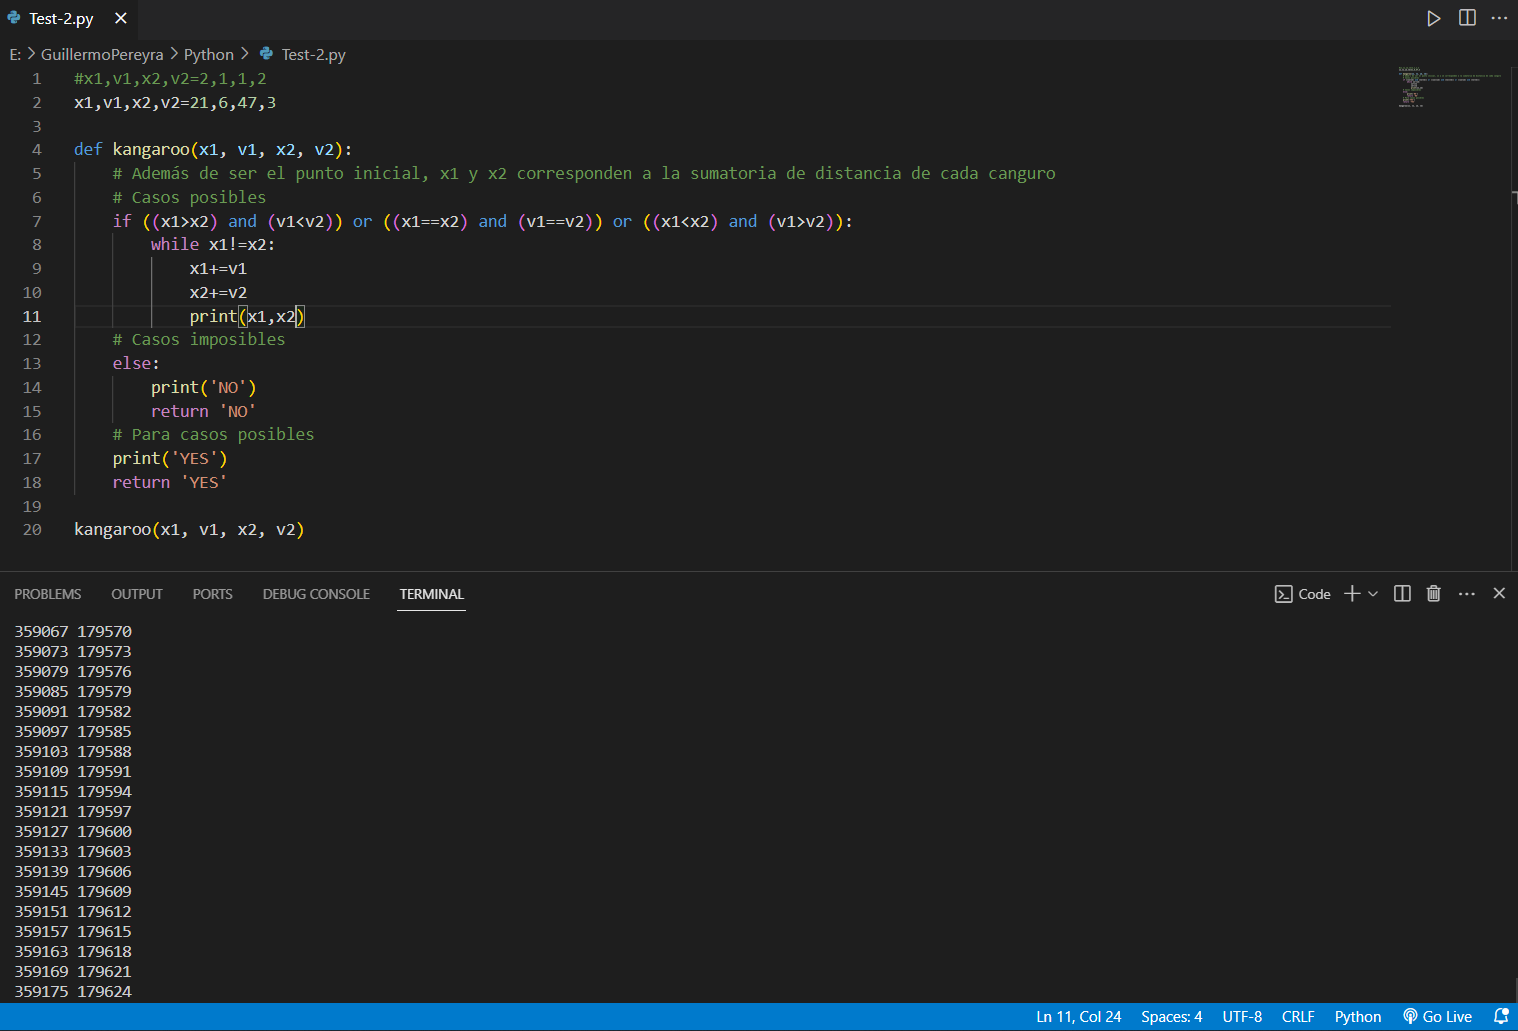 Test-2.py
E: > GuillermoPereyra > Python > Test-2.py
1 #x1,v1,x2,v2=2,1,1,2
2 x1,v1,x2,v2=21,6,47,3
3
4 def kangaroo(x1, v1, x2, v2):
5 # Además de ser el punto inicial, x1 y x2 corresponden a la sumatoria de distancia de cada canguro
6 # Casos posibles
7 if ((x1>x2) and (v1<v2)) or ((x1==x2) and (v1==v2)) or ((x1<x2) and (v1>v2)):
8 while x1!=x2:
9 x1+=v1
10 x2+=v2
11 print(x1,x2)
12 # Casos imposibles
13 else:
14 print('NO')
15 return 'NO'
16 # Para casos posibles
17 print('YES')
18 return 'YES'
19
20 kangaroo(x1, v1, x2, v2)
PROBLEMS OUTPUT PORTS DEBUG CONSOLE TERMINAL Code
359067 179570
359073 179573
359079 179576
359085 179579
359091 179582
359097 179585
359103 179588
359109 179591
359115 179594
359121 179597
359127 179600
359133 179603
359139 179606
359145 179609
359151 179612
359157 179615
359163 179618
359169 179621
359175 179624
Ln 11, Col 24 Spaces: 4 UTF-8 CRLF Python Go Live